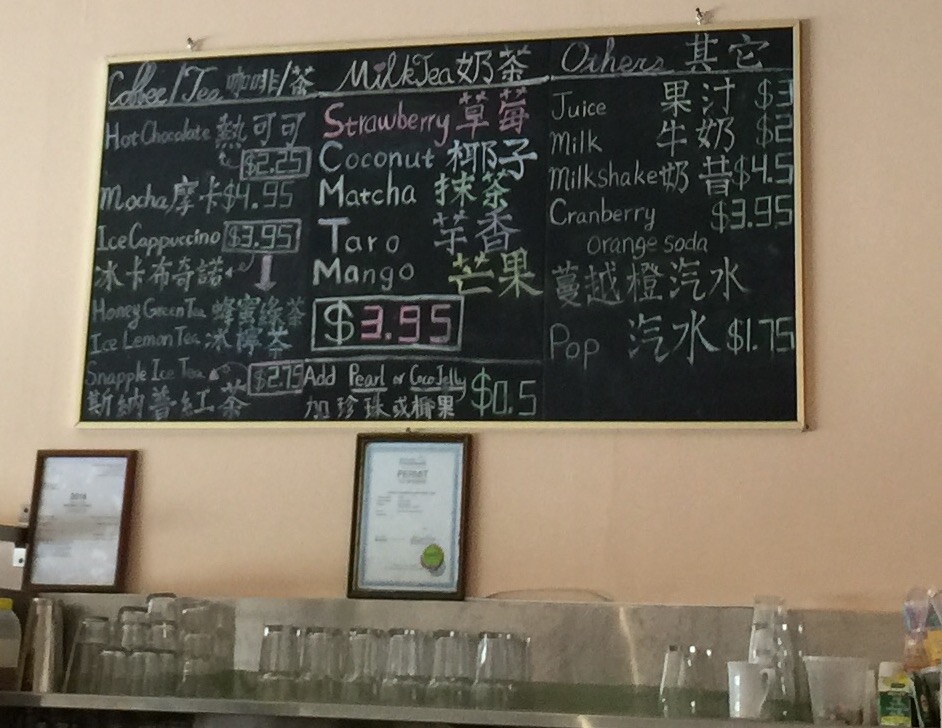 Coffee/Tea 咖啡/茶
Hot Chocolate 熱可可
$2.25
Mocha 摩卡 $4.95
Ice Cappuccino $3.95
冰卡布奇諾
Honey Green Tea 蜂蜜綠茶
Ice Lemon Tea 冰檸茶
Snapple Ice Tea $2.75
斯納普紅茶
Milk Tea 奶茶
Strawberry 草莓
Coconut 椰子
Matcha 抹茶
Taro 芋香
Mango 芒果
$3.95
Add Pearl or Coco Jelly $0.5
加珍珠或椰果
Others 其它
Juice 果汁 $3
Milk 牛奶 $2
Milkshake 奶昔 $4.5
Cranberry $3.95
Orange soda
蔓越橙汽水
Pop 汽水 $1.75
PERMIT